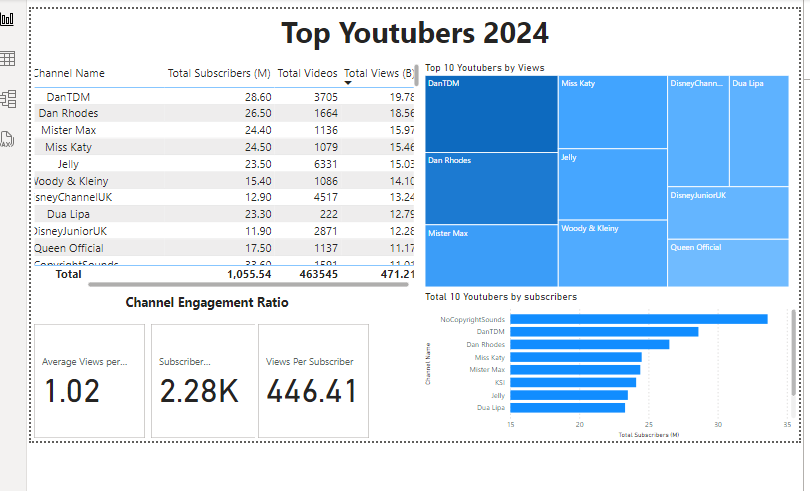 Top Youtubers 2024
Channel Name Total Subscribers (M) Total Videos Total Views (B)
DanTDM 28.60 3705 19.78
Dan Rhodes 26.50 1664 18.56
Mister Max 24.40 1136 15.97
Miss Katy 24.50 1079 15.46
Jelly 23.50 6331 15.03
Woody & Kleiny 15.40 1086 14.10
sneyChannelUK 12.90 4517 13.24
Dua Lipa 23.30 222 12.79
DisneyJuniorUK 11.90 2871 12.28
Queen Official 17.50 1137 11.17
CopyrightSounds 33.60 1591 11.01
Total 1,055.54 463545 471.21
Top 10 Youtubers by Views
DanTDM
Dan Rhodes
Mister Max
Miss Katy
Jelly
Woody & Kleiny
DisneyChann...
Dua Lipa
DisneyJuniorUK
Queen Official
Channel Engagement Ratio
Average Views per...
1.02
Subscriber...
2.28K
Views Per Subscriber
446.41
Total 10 Youtubers by subscribers
Channel Name
NoCopyrightSounds
DanTDM
Dan Rhodes
Miss Katy
Mister Max
KSI
Jelly
Dua Lipa
15 20 25 30 35
Total Subscribers (M)